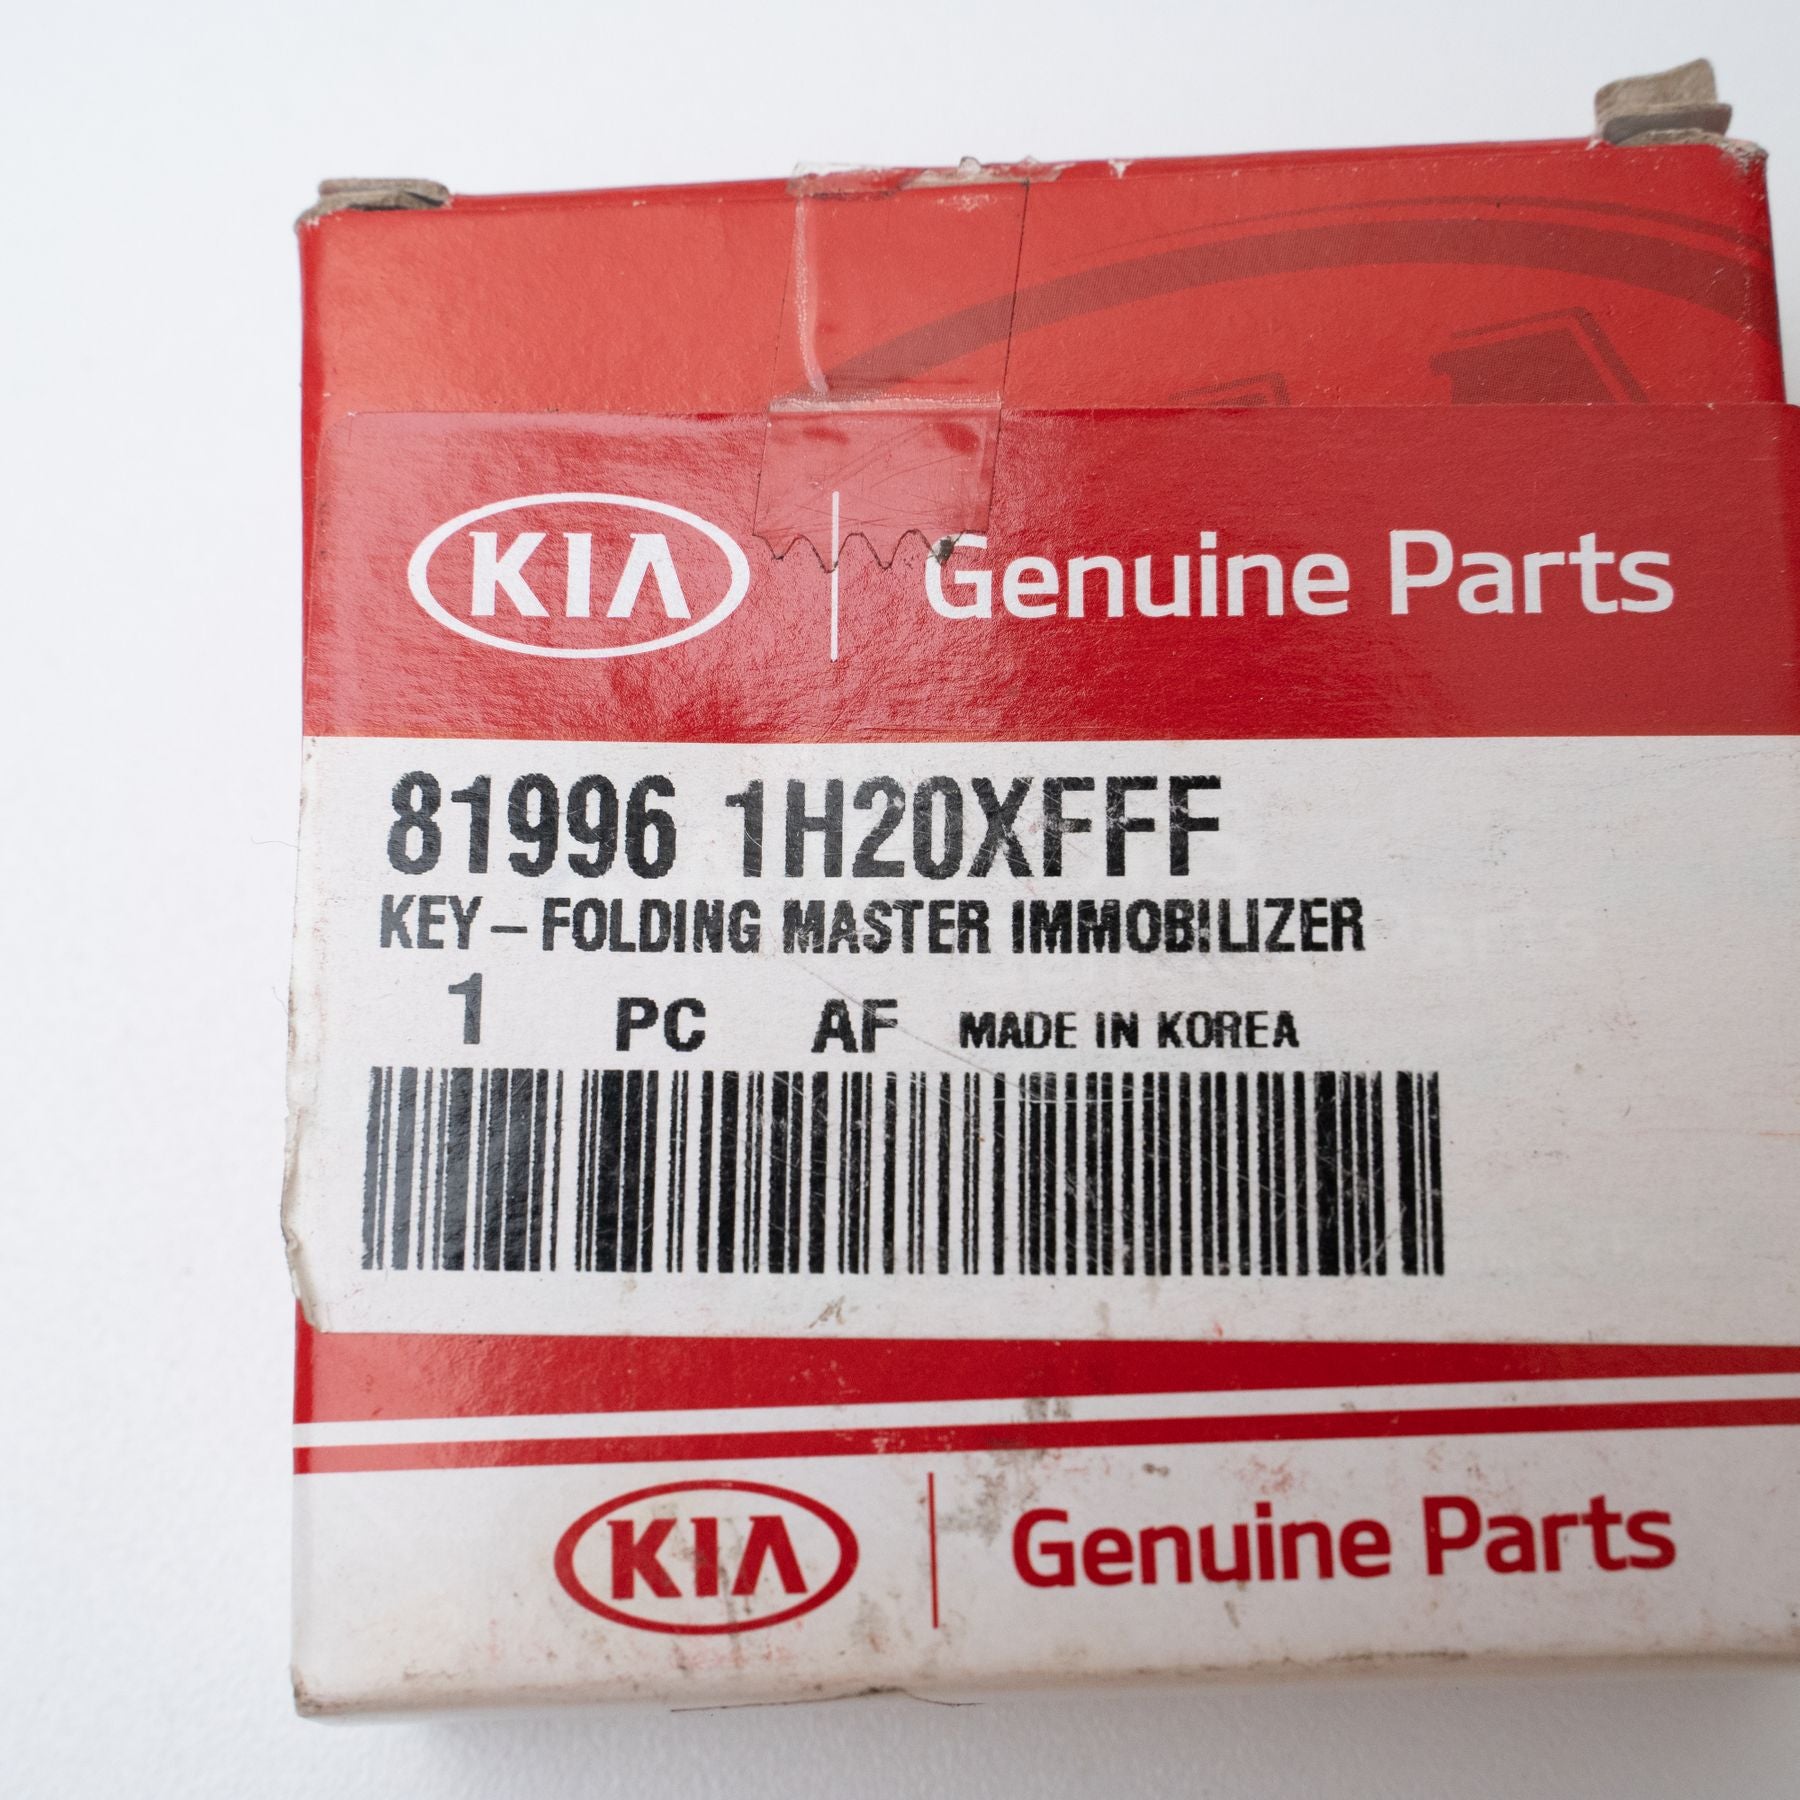 KIA Genuine Parts
81996 1H20XFFF
KEY-FOLDING MASTER IMMOBILIZER
1 PC AF MADE IN KOREA
KIA Genuine Parts